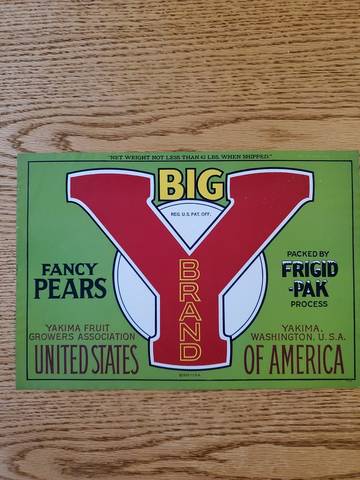 "NET WEIGHT NOT LESS THAN 42 LBS. WHEN SHIPPED."
BIG
Y
REG. U.S. PAT. OFF.
BRAND
FANCY
PEARS
PACKED BY
FRIGID
-PAK
PROCESS
YAKIMA FRUIT
GROWERS ASSOCIATION
YAKIMA,
WASHINGTON, U.S.A.
UNITED STATES
OF AMERICA